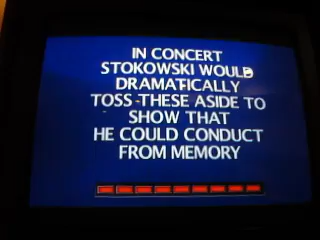 IN CONCERT
STOKOWSKI WOULD
DRAMATICALLY
TOSS THESE ASIDE TO
SHOW THAT
HE COULD CONDUCT
FROM MEMORY